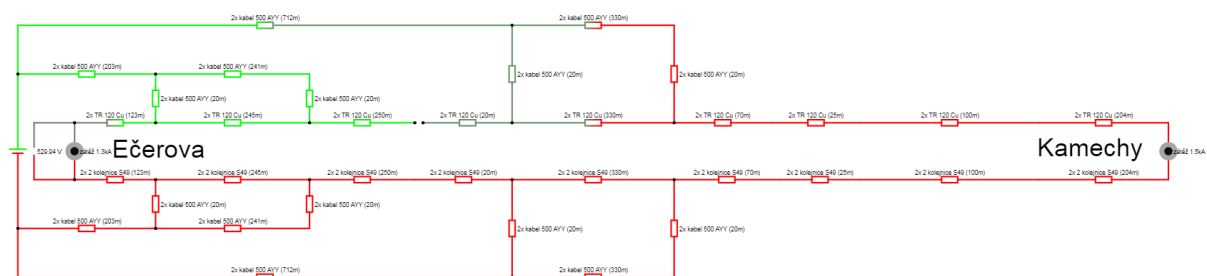 2x kabel 500 AYY (712m)
2x kabel 500 AYY (330m)
2x kabel 500 AYY (203m)
2x kabel 500 AYY (241m)
2x kabel 500 AYY (20m)
2x kabel 500 AYY (20m)
2x kabel 500 AYY (20m)
2x kabel 500 AYY (20m)
2x TR 120 Cu (123m)
2x TR 120 Cu (245m)
2x TR 120 Cu (250m)
2x TR 120 Cu (20m)
2x TR 120 Cu (330m)
2x TR 120 Cu (70m)
2x TR 120 Cu (25m)
2x TR 120 Cu (100m)
2x TR 120 Cu (204m)
529.94 V
zátěž 1.3kA
Ečerova
Kamechy
zátěž 1.5kA
2x 2 kolejnice S49 (123m)
2x 2 kolejnice S49 (245m)
2x 2 kolejnice S49 (250m)
2x 2 kolejnice S49 (20m)
2x 2 kolejnice S49 (330m)
2x 2 kolejnice S49 (70m)
2x 2 kolejnice S49 (25m)
2x 2 kolejnice S49 (100m)
2x 2 kolejnice S49 (204m)
2x kabel 500 AYY (20m)
2x kabel 500 AYY (20m)
2x kabel 500 AYY (203m)
2x kabel 500 AYY (241m)
2x kabel 500 AYY (20m)
2x kabel 500 AYY (20m)
2x kabel 500 AYY (712m)
2x kabel 500 AYY (330m)